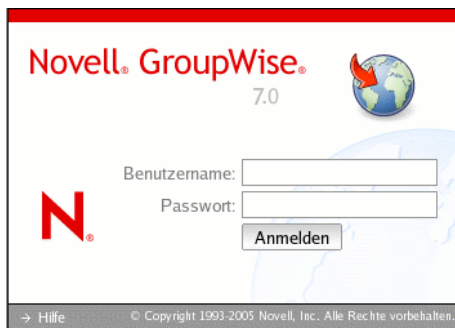 Novell® GroupWise®
7.0
Benutzername:
Passwort:
N®
Anmelden
→ Hilfe © Copyright 1993-2005 Novell, Inc. Alle Rechte vorbehalten.